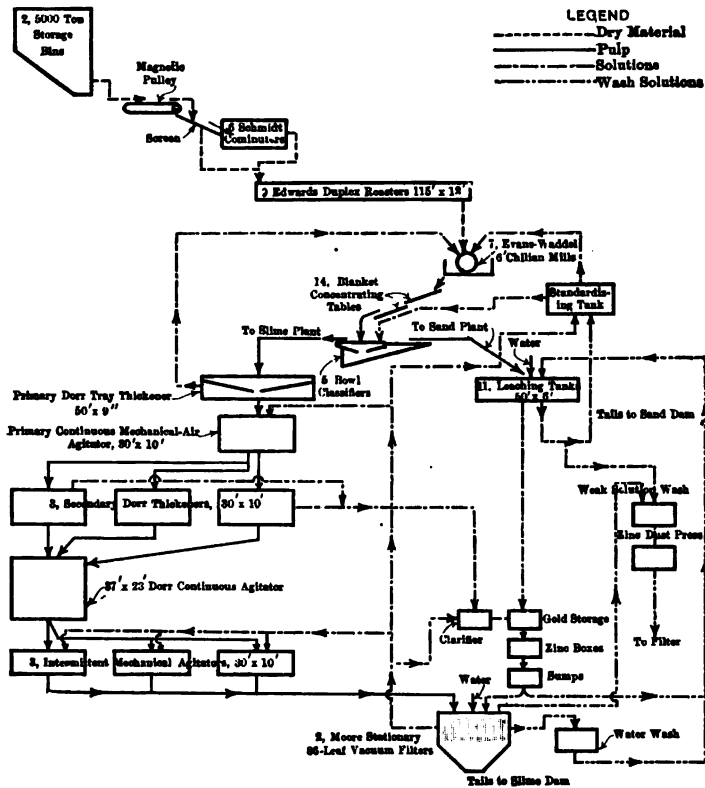 2, 5000 Ton
Storage
Bins
LEGEND
Dry Material
Pulp
Solutions
Wash Solutions
Magnetic
Pulley
Screen
6 Schmidt
Cominuters
2 Edwards Duplex Roasters 115' x 12'
7, Evans-Waddel
6' Chilian Mills
14, Blanket
Concentrating
Tables
Standardiz-
ing Tank
To Slime Plant
To Sand Plant
Water
5 Bowl
Classifiers
11, Leaching Tanks
50' x 6'
Primary Dorr Tray Thickener
50' x 9"
Tails to Sand Dam
Primary Continuous Mechanical-Air
Agitator, 30' x 10'
Weak Solution Wash
3, Secondary Dorr Thickeners, 30' x 10'
Zinc Dust Press
37' x 23' Dorr Continuous Agitator
Gold Storage
Clarifier
To Filter
Zinc Boxes
3, Intermittent Mechanical Agitators, 30' x 10'
Sumps
Water
2, Moore Stationary
86-Leaf Vacuum Filters
Water Wash
Tails to Slime Dam